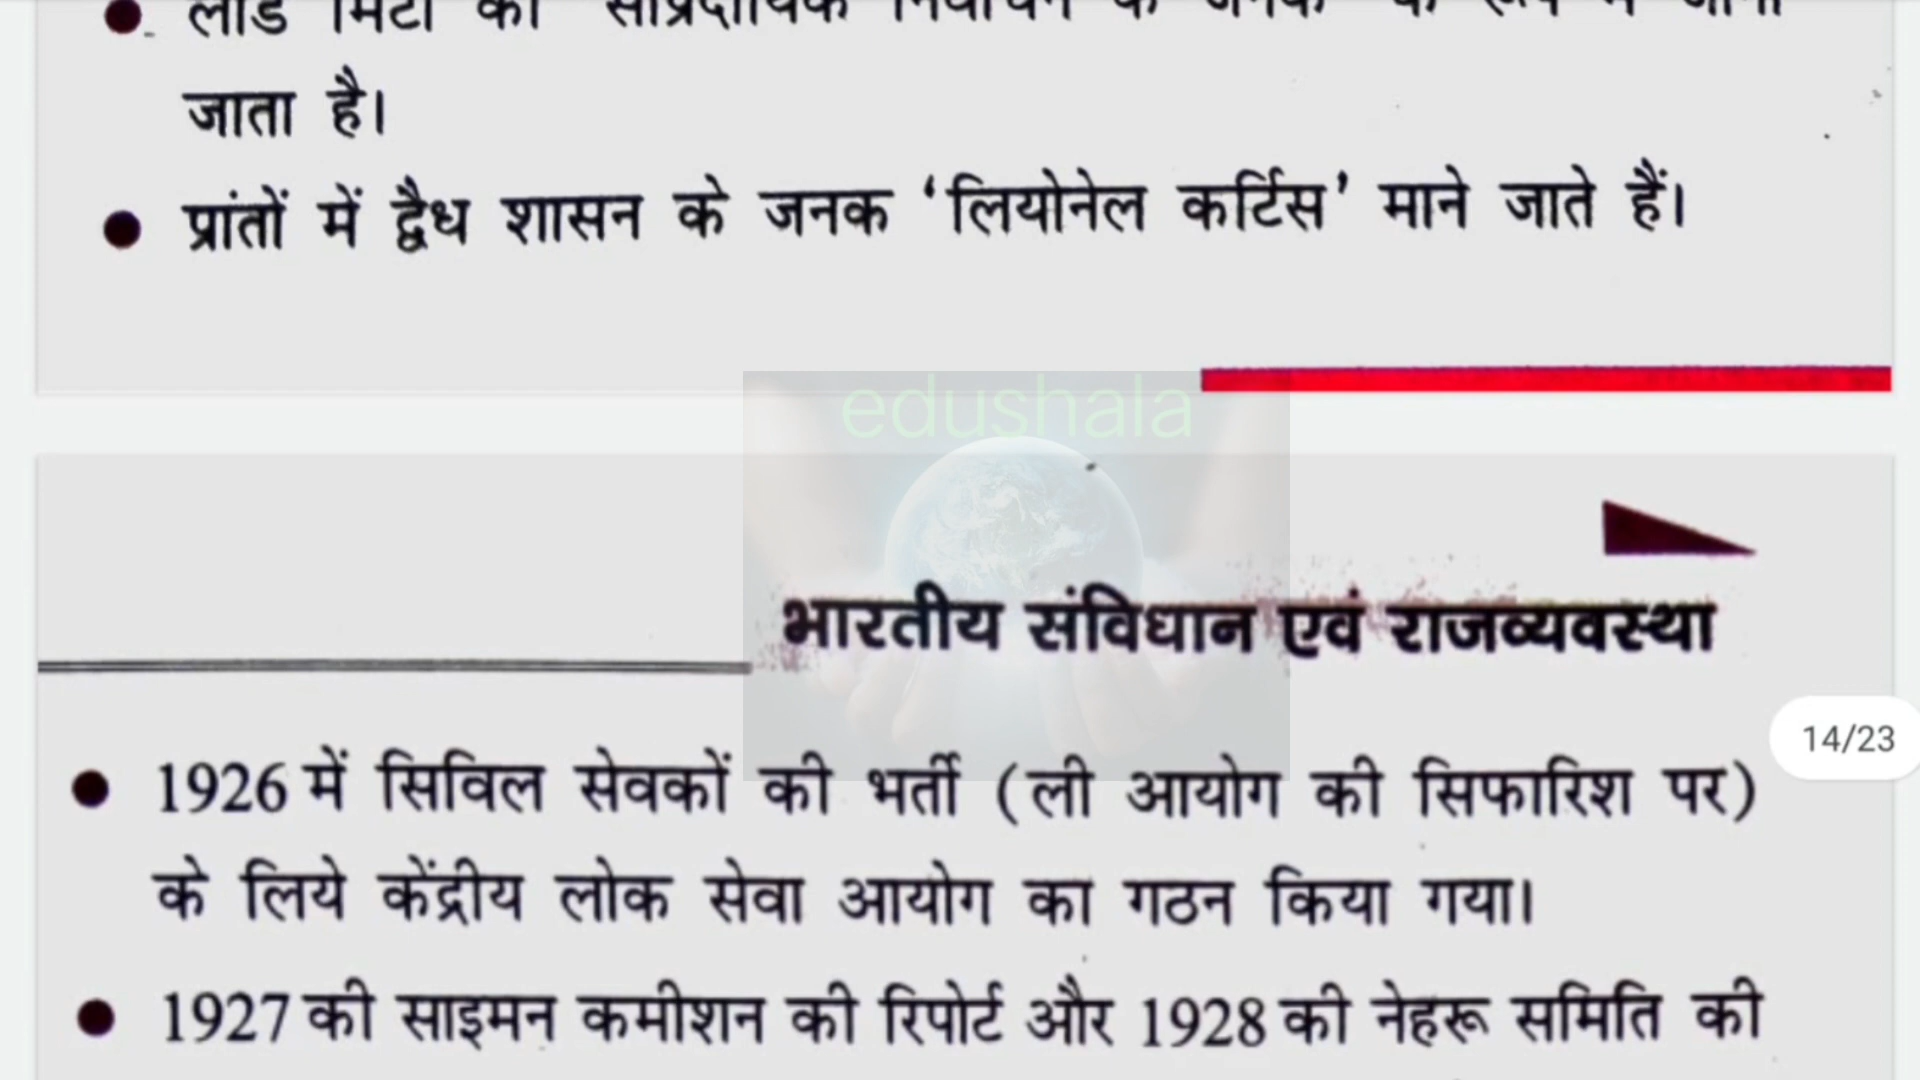 जाता है।
प्रांतों में द्वैध शासन के जनक ‘लियोनेल कर्टिस’ माने जाते हैं।
edushala
भारतीय संविधान एवं राजव्यवस्था
14/23
1926 में सिविल सेवकों की भर्ती (ली आयोग की सिफारिश पर)
के लिये केंद्रीय लोक सेवा आयोग का गठन किया गया।
1927 की साइमन कमीशन की रिपोर्ट और 1928 की नेहरू समिति की